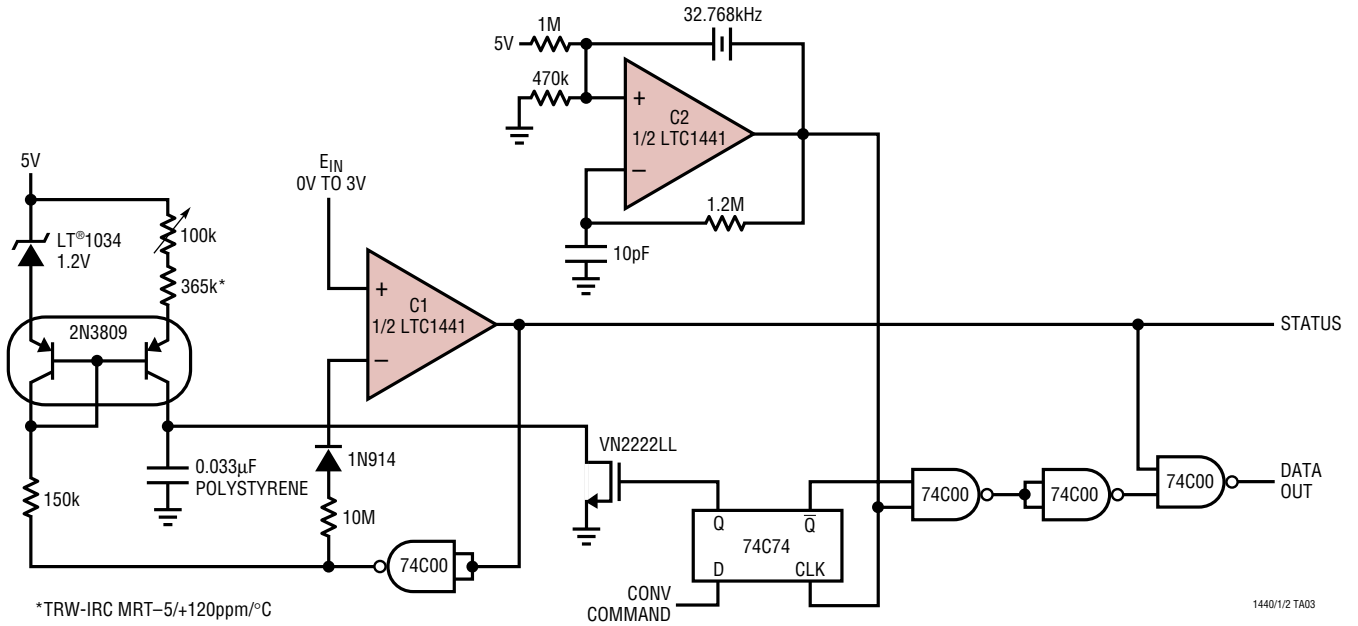 32.768kHz
1M
5V
470k
+
C2
1/2 LTC1441
–
1.2M
10pF
5V
LT®1034
1.2V
100k
365k*
2N3809
EIN
0V TO 3V
+
C1
1/2 LTC1441
–
STATUS
0.033µF
POLYSTYRENE
150k
1N914
10M
74C00
VN2222LL
Q
Q̅
74C74
D
CLK
CONV
COMMAND
74C00
74C00
74C00
DATA
OUT
*TRW-IRC MRT–5/+120ppm/°C
1440/1/2 TA03